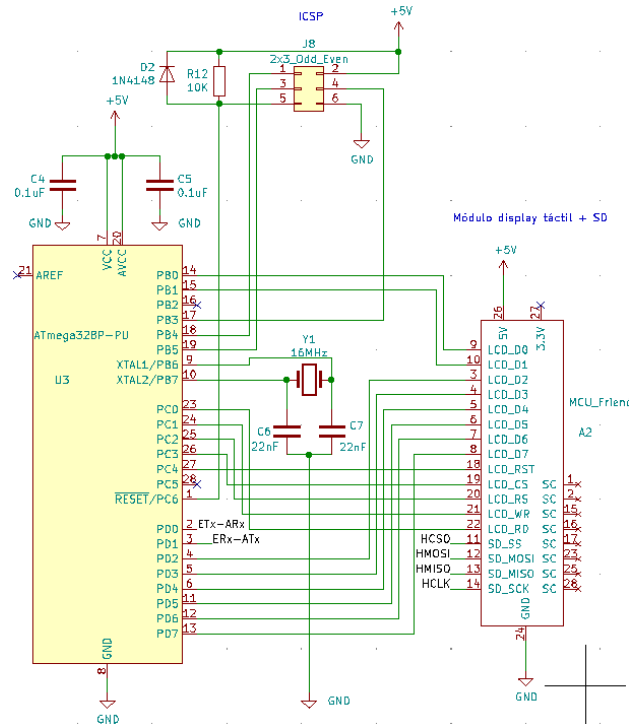 ICSP
+5V
J8
2x3_Odd_Even
D2
1N4148
R12
10K
1 2
3 4
5 6
+5V
GND
C4
0.1uF
C5
0.1uF
GND
GND
Módulo display táctil + SD
+5V
7 VCC
20 AVCC
21 AREF
ATmega328P-PU
U3
PB0 14
PB1 15
PB2 16
PB3 17
PB4 18
PB5 19
XTAL1/PB6 9
XTAL2/PB7 10
PC0 23
PC1 24
PC2 25
PC3 26
PC4 27
PC5 28
RESET/PC6 1
PD0 2 ETx-ARx
PD1 3 ERx-ATx
PD2 4
PD3 5
PD4 6
PD5 11
PD6 12
PD7 13
GND
8
GND
Y1
16MHz
C6
22nF
C7
22nF
GND
26 5V
27 3.3V
9 LCD_D0
10 LCD_D1
3 LCD_D2
4 LCD_D3
5 LCD_D4
6 LCD_D5
7 LCD_D6
8 LCD_D7
18 LCD_RST
19 LCD_CS
20 LCD_RS
21 LCD_WR
22 LCD_RD
HCSO 11 SD_SS
HMOSI 12 SD_MOSI
HMISO 13 SD_MISO
HCLK 14 SD_SCK
MCU_Friend
A2
SC 1
SC 2
SC 15
SC 16
SC 17
SC 23
SC 25
SC 28
GND
24
GND